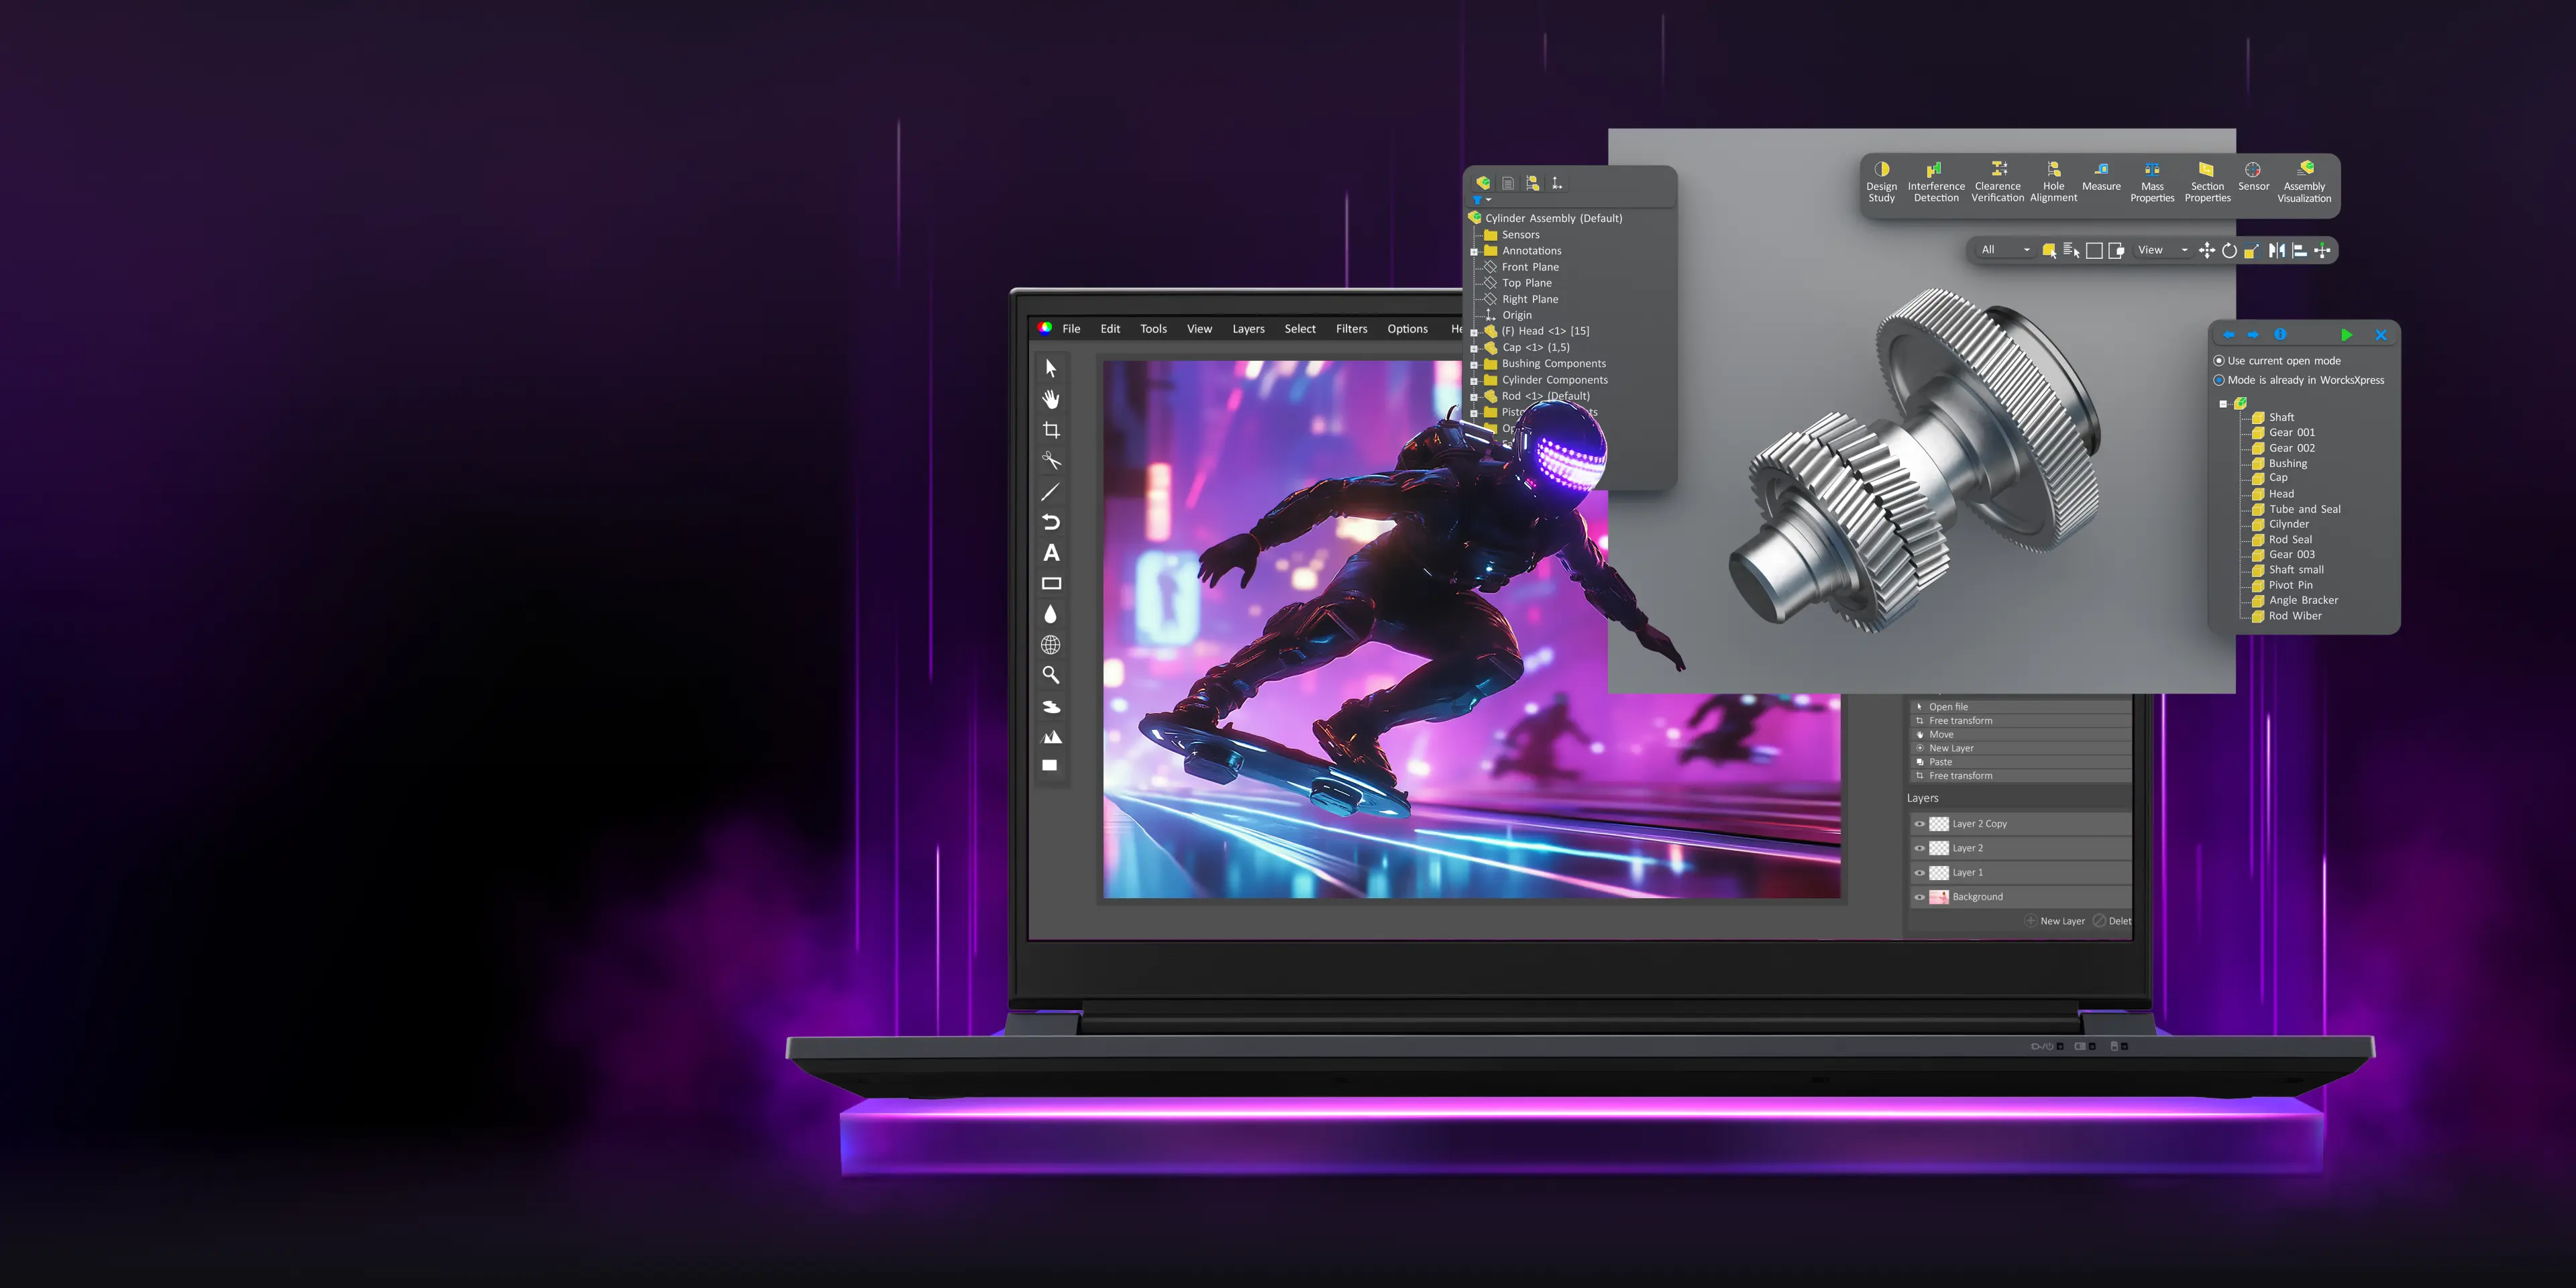 Design Study
Interference Detection
Clearence Verification
Hole Alignment
Measure
Mass Properties
Section Properties
Sensor
Assembly Visualization
All
View
Cylinder Assembly (Default)
Sensors
Annotations
Front Plane
Top Plane
Right Plane
Origin
(F) Head <1> [15]
Cap <1> (1,5)
Bushing Components
Cylinder Components
Rod <1> (Default)
File Edit Tools View Layers Select Filters Options
A
Use current open mode
Mode is already in WorcksXpress
Shaft
Gear 001
Gear 002
Bushing
Cap
Head
Tube and Seal
Cilynder
Rod Seal
Gear 003
Shaft small
Pivot Pin
Angle Bracker
Rod Wiber
Open file
Free transform
Move
New Layer
Paste
Free transform
Layers
Layer 2 Copy
Layer 2
Layer 1
Background
New Layer Delet